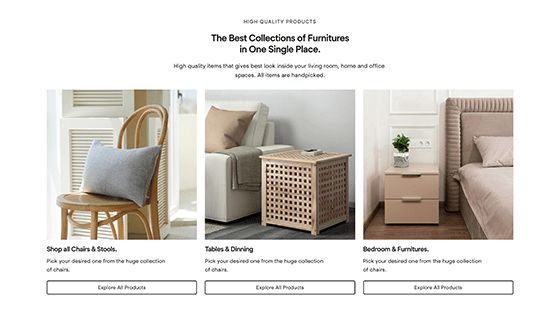 HIGH QUALITY PRODUCTS
The Best Collections of Furnitures
in One Single Place.
High quality items that gives best look inside your living room, home and office
spaces. All items are handpicked.
Shop all Chairs & Stools.
Pick your desired one from the huge collection
of chairs.
Explore All Products
Tables & Dinning
Pick your desired one from the huge collection
of chairs.
Explore All Products
Bedroom & Furnitures.
Pick your desired one from the huge collection
of chairs.
Explore All Products